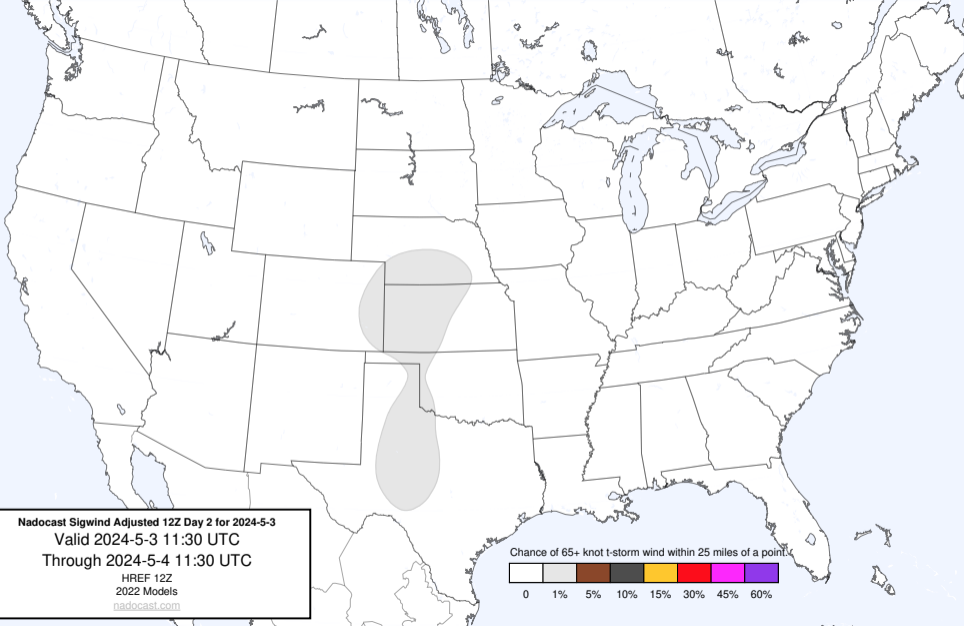 Nadocast Sigwind Adjusted 12Z Day 2 for 2024-5-3
Valid 2024-5-3 11:30 UTC
Through 2024-5-4 11:30 UTC
HREF 12Z
2022 Models
nadocast.com
Chance of 65+ knot t-storm wind within 25 miles of a point.
0 1% 5% 10% 15% 30% 45% 60%